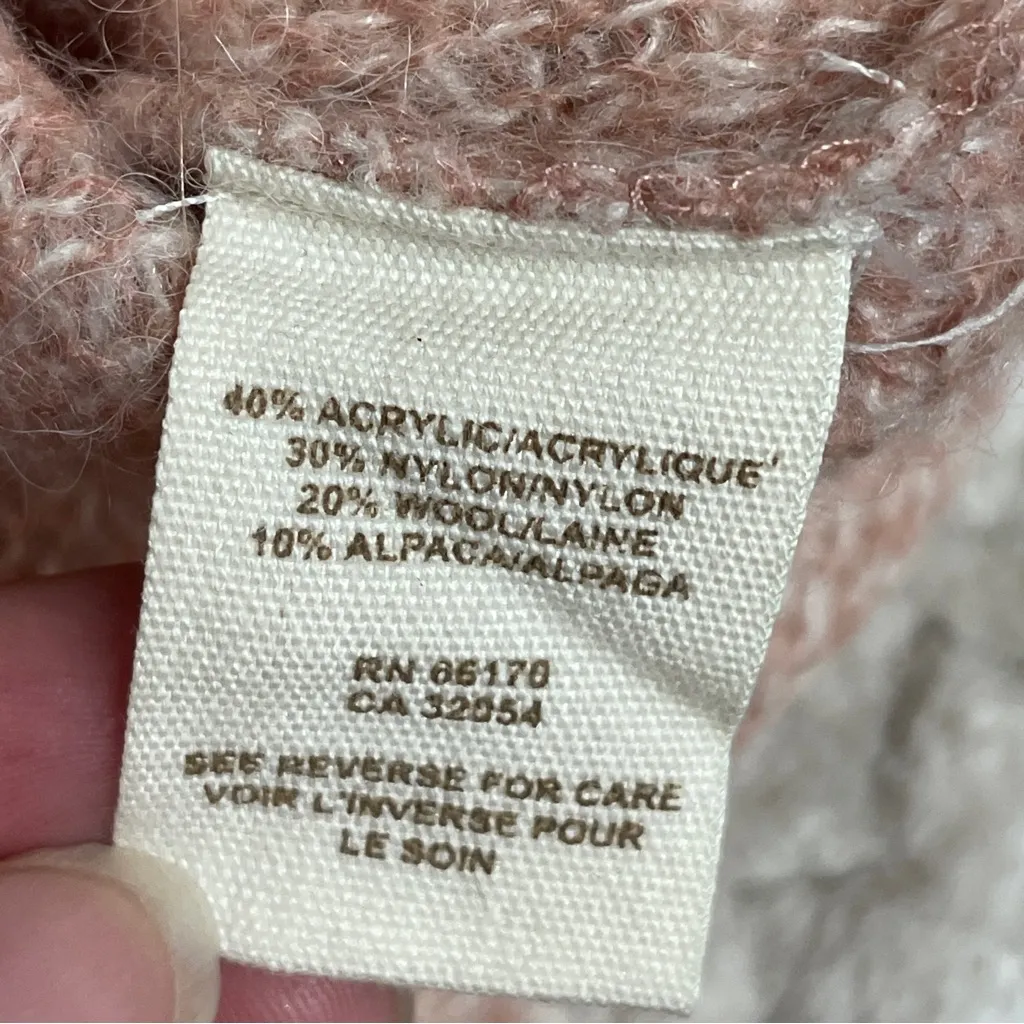 40% ACRYLIC/ACRYLIQUE
30% NYLON/NYLON
20% WOOL/LAINE
10% ALPACA/ALPAGA
RN 66170
CA 32054
SEE REVERSE FOR CARE
VOIR L'INVERSE POUR
LE SOIN